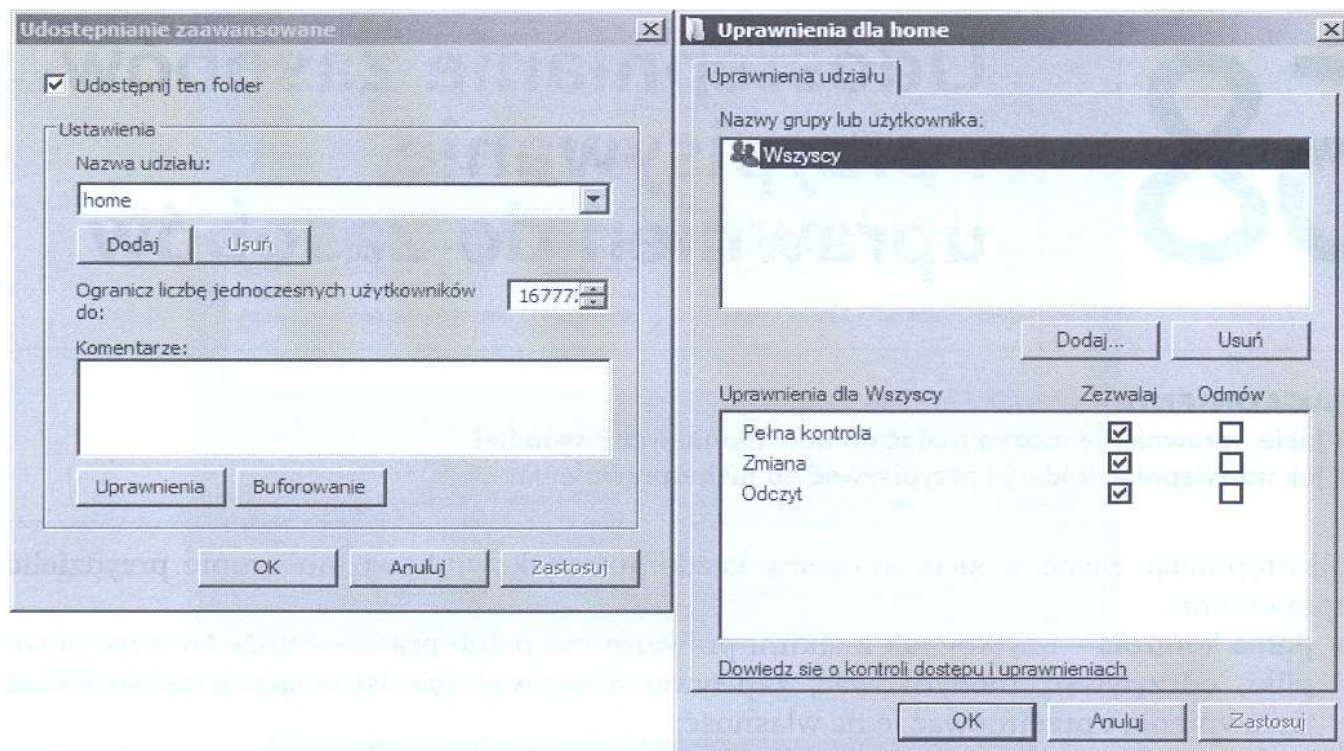 Udostępnianie zaawansowane
Udostępnij ten folder
Ustawienia
Nazwa udziału:
home
Dodaj
Usuń
Ogranicz liczbę jednoczesnych użytkowników
do:
16777
Komentarze:
Uprawnienia
Buforowanie
OK
Anuluj
Zastosuj
Uprawnienia dla home
Uprawnienia udziału
Nazwy grupy lub użytkownika:
Wszyscy
Dodaj...
Usuń
Uprawnienia dla Wszyscy
Zezwalaj
Odmów
Pełna kontrola
Zmiana
Odczyt
Dowiedz się o kontroli dostępu i uprawnieniach
OK
Anuluj
Zastosuj